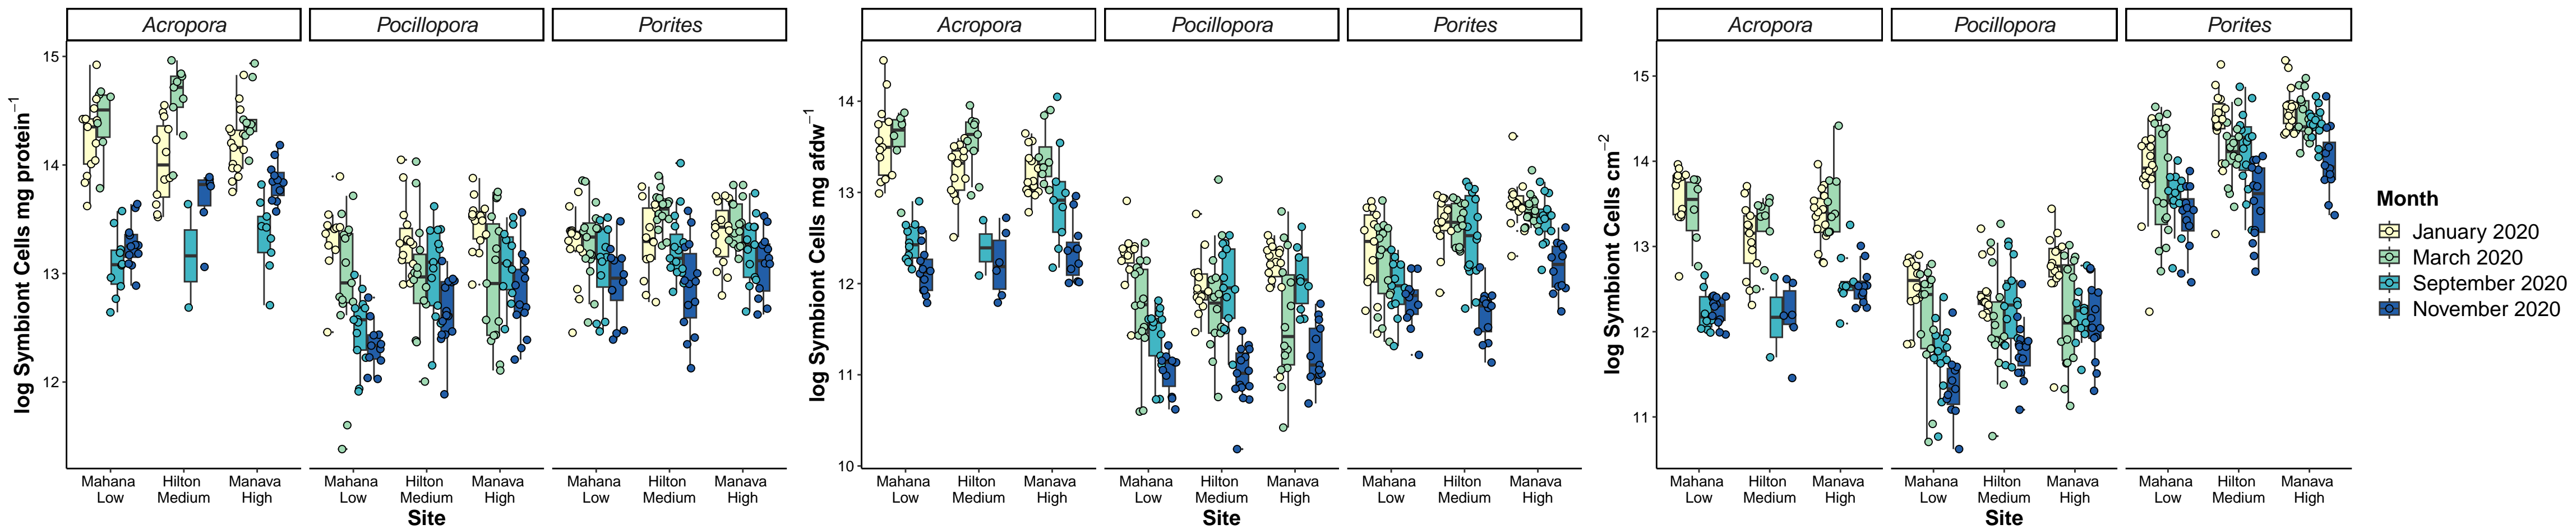 Acropora Pocillopora Porites
log Symbiont Cells mg protein⁻¹
15
14
13
12
Mahana Low Hilton Medium Manava High Mahana Low Hilton Medium Manava High Mahana Low Hilton Medium Manava High
Site
Acropora Pocillopora Porites
log Symbiont Cells mg afdw⁻¹
14
13
12
11
10
Mahana Low Hilton Medium Manava High Mahana Low Hilton Medium Manava High Mahana Low Hilton Medium Manava High
Site
Acropora Pocillopora Porites
log Symbiont Cells cm⁻²
15
14
13
12
11
Mahana Low Hilton Medium Manava High Mahana Low Hilton Medium Manava High Mahana Low Hilton Medium Manava High
Site
Month
January 2020
March 2020
September 2020
November 2020